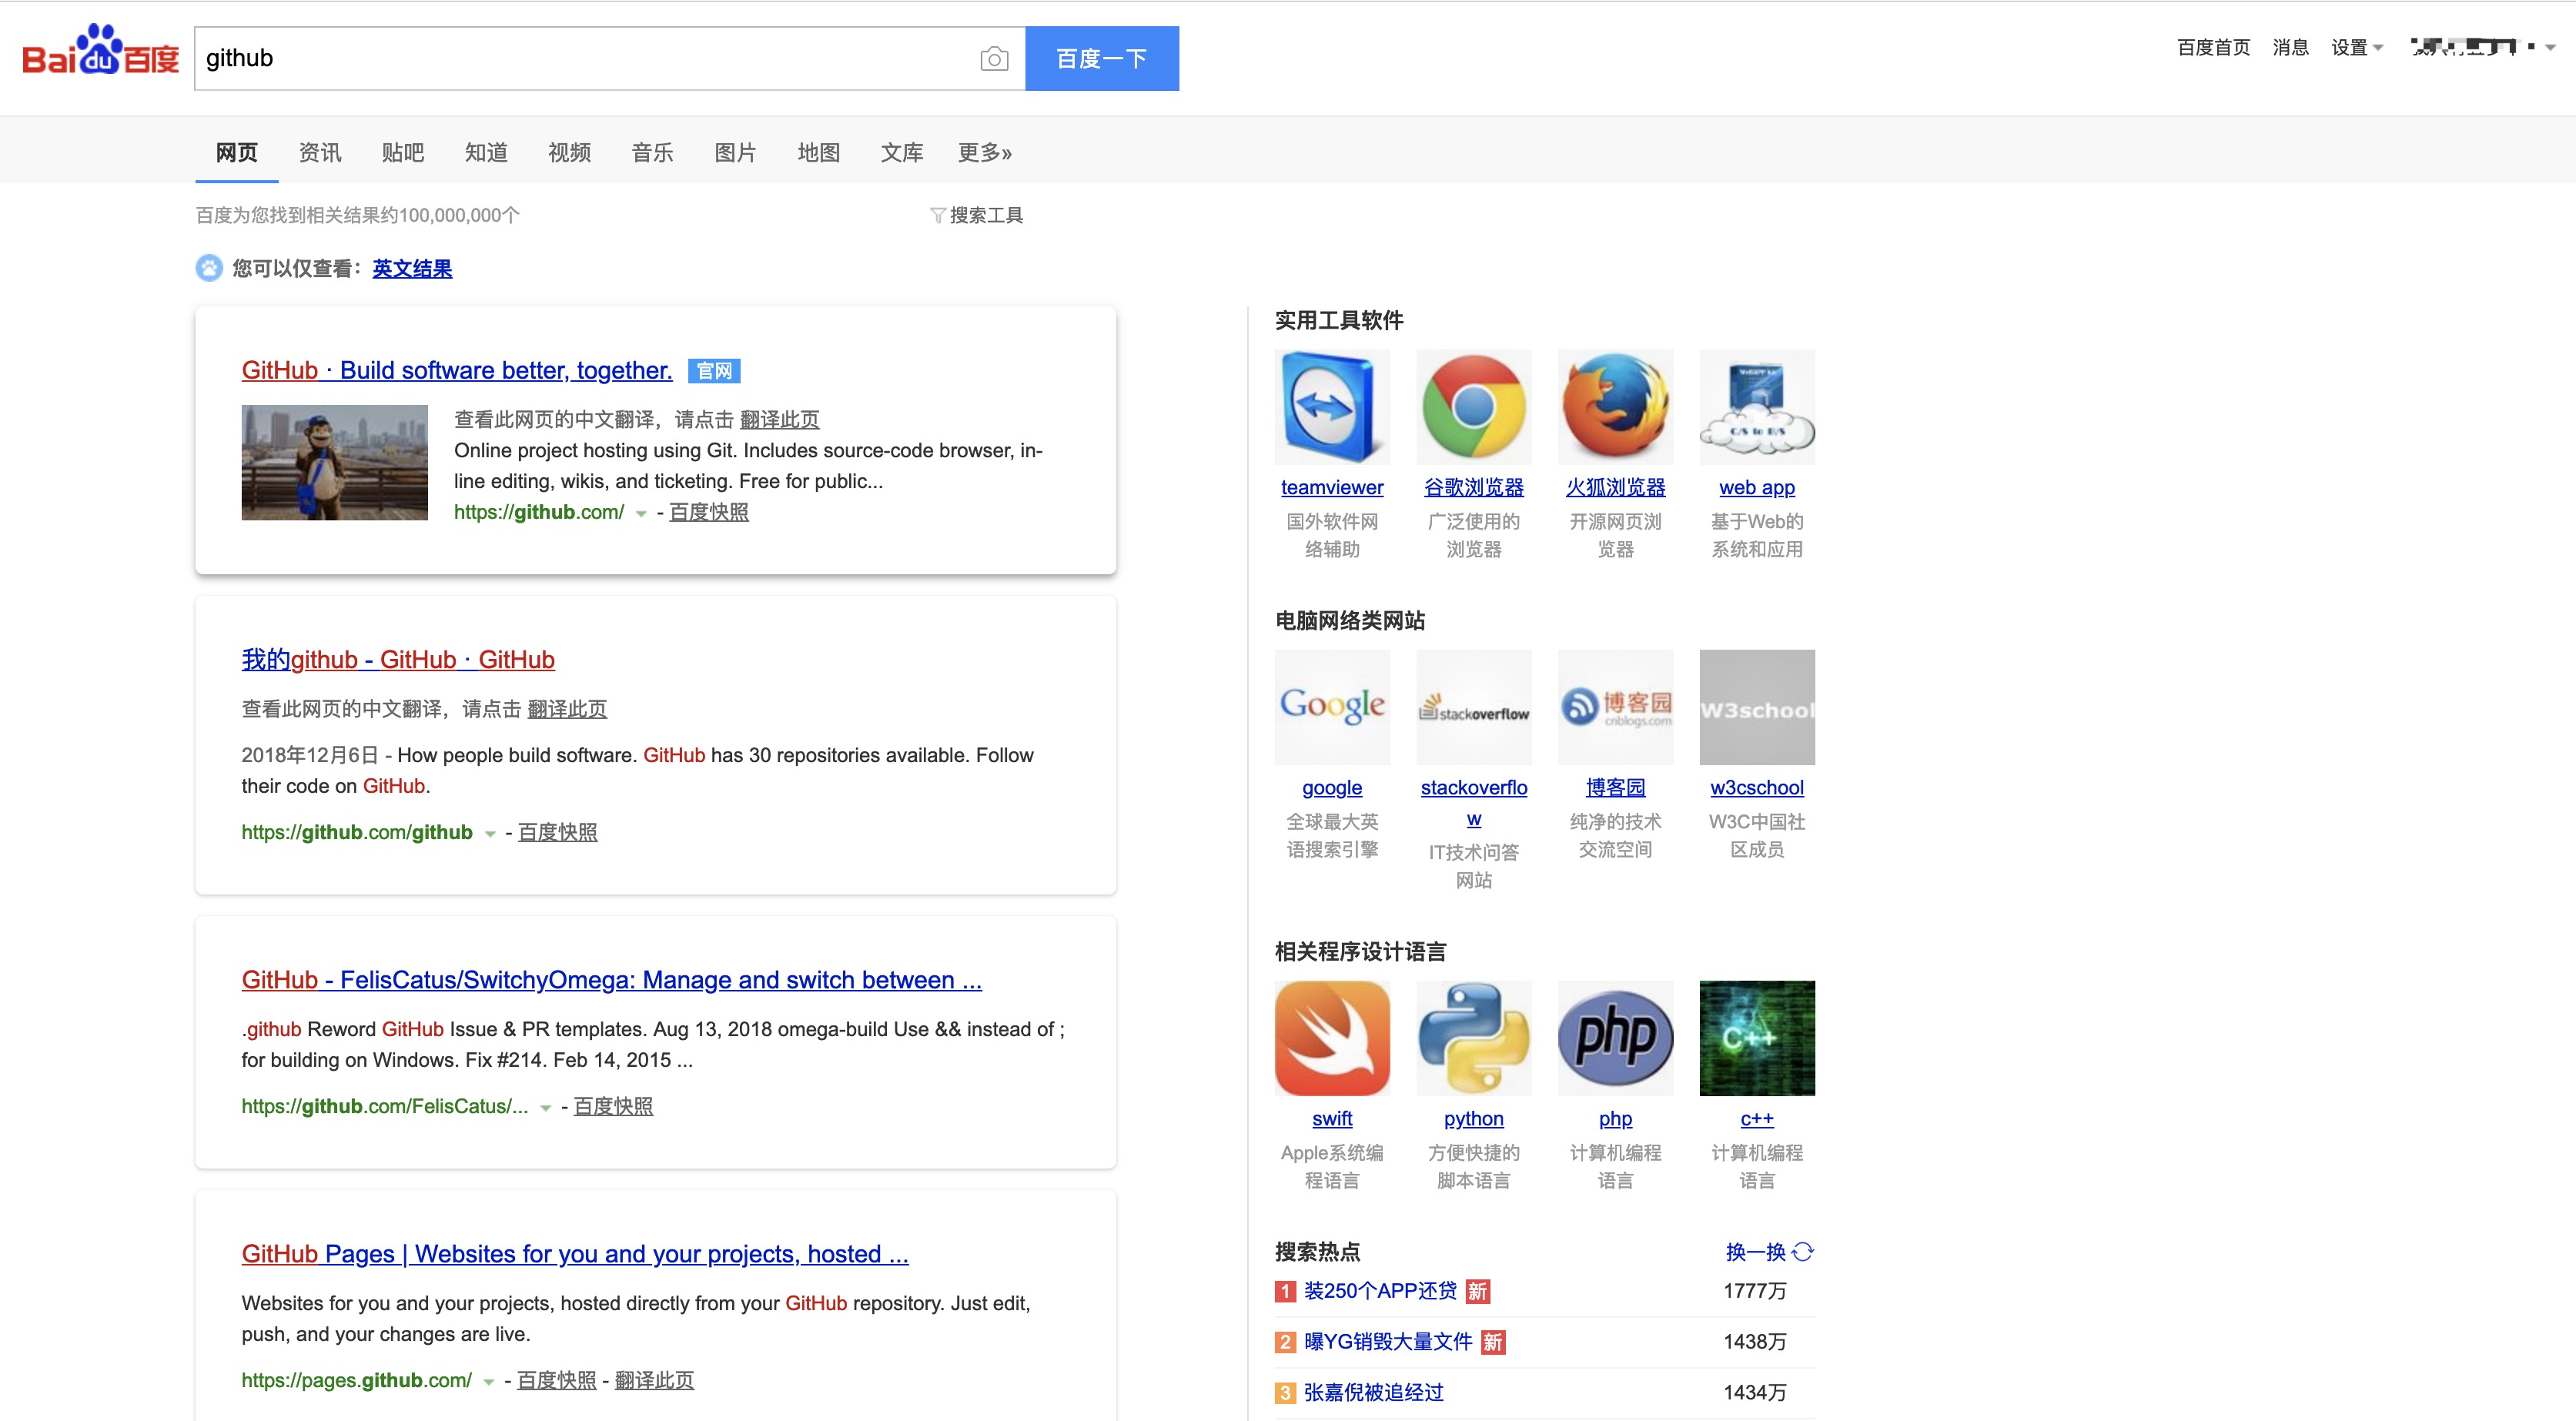 Baidu百度
github
百度一下
百度首页 消息 设置
网页 资讯 贴吧 知道 视频 音乐 图片 地图 文库 更多»
百度为您找到相关结果约100,000,000个
搜索工具
您可以仅查看：英文结果
GitHub · Build software better, together. 官网
查看此网页的中文翻译，请点击 翻译此页
Online project hosting using Git. Includes source-code browser, in-
line editing, wikis, and ticketing. Free for public...
https://github.com/ - 百度快照
我的github - GitHub · GitHub
查看此网页的中文翻译，请点击 翻译此页
2018年12月6日 - How people build software. GitHub has 30 repositories available. Follow
their code on GitHub.
https://github.com/github - 百度快照
GitHub - FelisCatus/SwitchyOmega: Manage and switch between ...
.github Reword GitHub Issue & PR templates. Aug 13, 2018 omega-build Use && instead of ;
for building on Windows. Fix #214. Feb 14, 2015 ...
https://github.com/FelisCatus/... - 百度快照
GitHub Pages | Websites for you and your projects, hosted ...
Websites for you and your projects, hosted directly from your GitHub repository. Just edit,
push, and your changes are live.
https://pages.github.com/ - 百度快照 - 翻译此页
实用工具软件
C/S to B/S
teamviewer 谷歌浏览器 火狐浏览器 web app
国外软件网 广泛使用的 开源网页浏 基于Web的
络辅助 浏览器 览器 系统和应用
电脑网络类网站
Google stackoverflow 博客园 W3school
cnblogs.com
google stackoverflo 博客园 w3cschool
w
全球最大英 纯净的技术 W3C中国社
语搜索引擎 IT技术问答 交流空间 区成员
网站
相关程序设计语言
php C++
swift python php c++
Apple系统编 方便快捷的 计算机编程 计算机编程
程语言 脚本语言 语言 语言
搜索热点 换一换
1 装250个APP还贷 新 1777万
2 曝YG销毁大量文件 新 1438万
3 张嘉倪被追经过 1434万